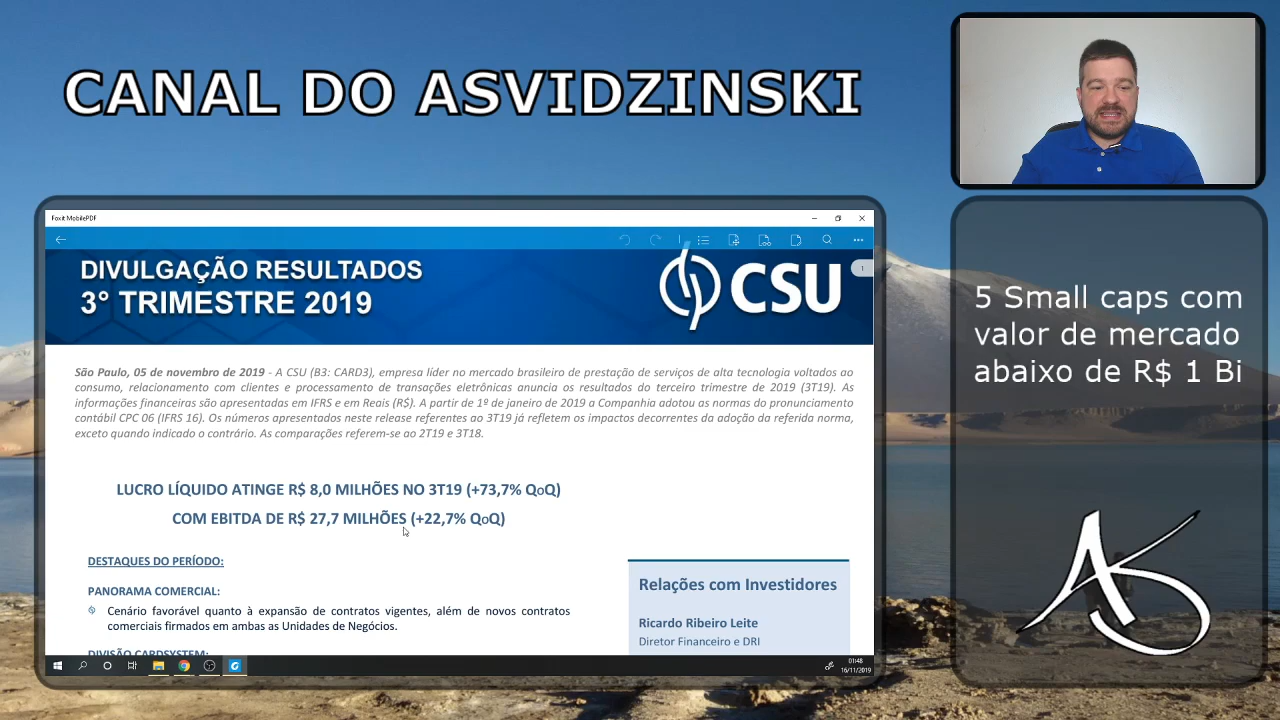 CANAL DO ASVIDZINSKI
Foxit MobilePDF
DIVULGAÇÃO RESULTADOS
3° TRIMESTRE 2019
CSU
1
São Paulo, 05 de novembro de 2019 - A CSU (B3: CARD3), empresa líder no mercado brasileiro de prestação de serviços de alta tecnologia voltados ao
consumo, relacionamento com clientes e processamento de transações eletrônicas anuncia os resultados do terceiro trimestre de 2019 (3T19). As
informações financeiras são apresentadas em IFRS e em Reais (R$). A partir de 1º de janeiro de 2019 a Companhia adotou as normas do pronunciamento
contábil CPC 06 (IFRS 16). Os números apresentados neste release referentes ao 3T19 já refletem os impactos decorrentes da adoção da referida norma,
exceto quando indicado o contrário. As comparações referem-se ao 2T19 e 3T18.
LUCRO LÍQUIDO ATINGE R$ 8,0 MILHÕES NO 3T19 (+73,7% QoQ)
COM EBITDA DE R$ 27,7 MILHÕES (+22,7% QoQ)
DESTAQUES DO PERÍODO:
PANORAMA COMERCIAL:
Cenário favorável quanto à expansão de contratos vigentes, além de novos contratos
comerciais firmados em ambas as Unidades de Negócios.
DIVISÃO CARDSYSTEM:
Relações com Investidores
Ricardo Ribeiro Leite
Diretor Financeiro e DRI
01:48
16/11/2019
5 Small caps com
valor de mercado
abaixo de R$ 1 Bi